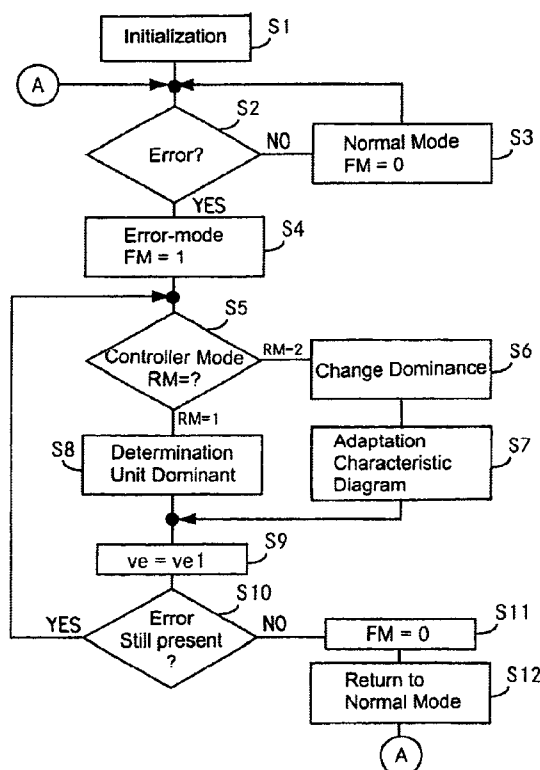 Initialization
S1
A
S2
Error?
NO
Normal Mode
FM = 0
S3
YES
Error-mode
FM = 1
S4
S5
Controller Mode
RM=?
RM=2
Change Dominance
S6
RM=1
S8
Determination
Unit Dominant
Adaptation
Characteristic
Diagram
S7
ve = ve1
S9
S10
YES
Error
Still present
?
NO
FM = 0
S11
Return to
Normal Mode
S12
A